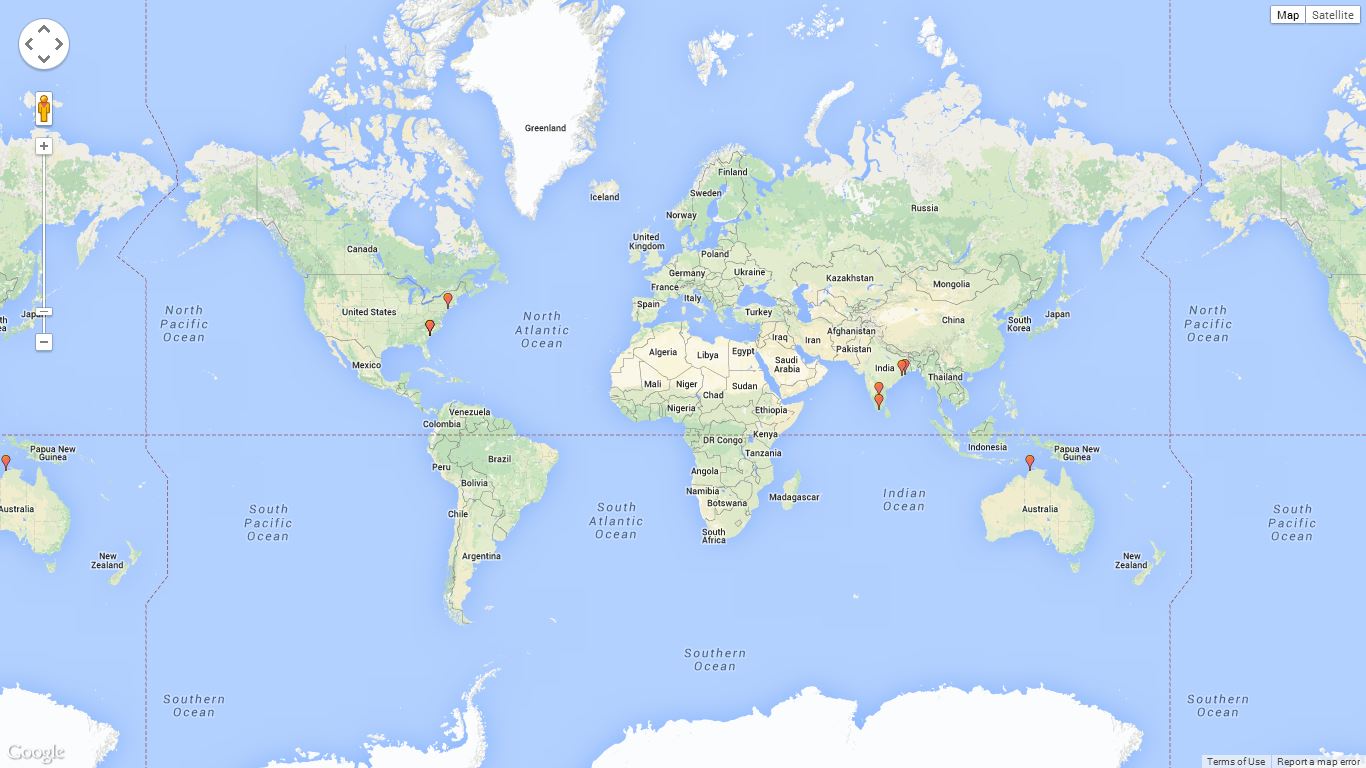 Map
Satellite
Greenland
Iceland
Finland
Sweden
Norway
Russia
United
Kingdom
Canada
Poland
Germany
Ukraine
France
Kazakhstan
Mongolia
Italy
Spain
Turkey
United States
North
Pacific
Ocean
North
Atlantic
Ocean
China
South
Korea
Japan
North
Pacific
Ocean
Afghanistan
Iraq
Iran
Pakistan
Algeria
Libya
Egypt
Saudi
Arabia
India
Thailand
Mexico
Mali
Niger
Sudan
Chad
Nigeria
Ethiopia
Venezuela
Colombia
Kenya
DR Congo
Tanzania
Indonesia
Papua New
Guinea
Papua New
Guinea
Brazil
Peru
Bolivia
Angola
Namibia
Botswana
Madagascar
Indian
Ocean
Australia
Australia
South
Pacific
Ocean
Chile
South
Atlantic
Ocean
South
Africa
South
Pacific
Ocean
Argentina
New
Zealand
New
Zealand
Southern
Ocean
Southern
Ocean
Southern
Ocean
Google
Terms of Use
Report a map error